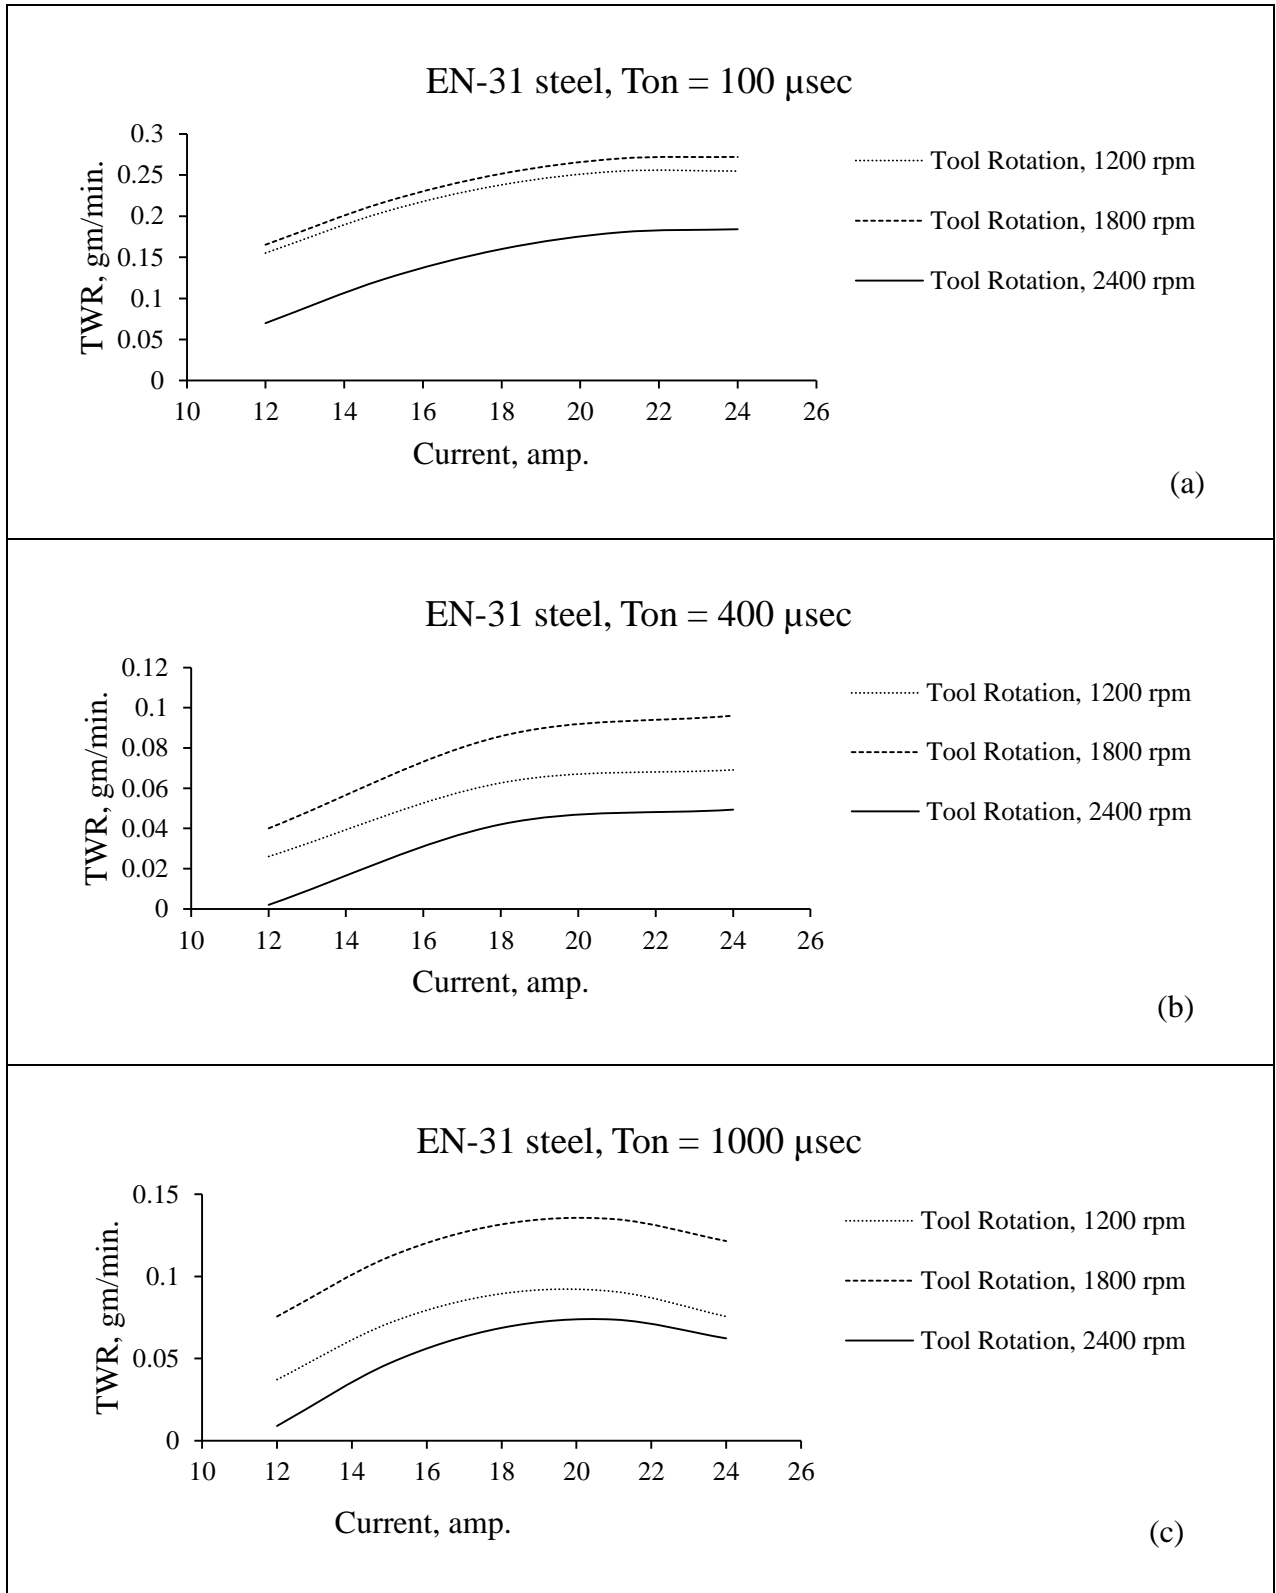 EN-31 steel, Ton = 100 µsec
TWR, gm/min.
0.3
0.25
0.2
0.15
0.1
0.05
0
10 12 14 16 18 20 22 24 26
Current, amp.
Tool Rotation, 1200 rpm
Tool Rotation, 1800 rpm
Tool Rotation, 2400 rpm
(a)
EN-31 steel, Ton = 400 µsec
TWR, gm/min.
0.12
0.1
0.08
0.06
0.04
0.02
0
10 12 14 16 18 20 22 24 26
Current, amp.
Tool Rotation, 1200 rpm
Tool Rotation, 1800 rpm
Tool Rotation, 2400 rpm
(b)
EN-31 steel, Ton = 1000 µsec
TWR, gm/min.
0.15
0.1
0.05
0
10 12 14 16 18 20 22 24 26
Current, amp.
Tool Rotation, 1200 rpm
Tool Rotation, 1800 rpm
Tool Rotation, 2400 rpm
(c)